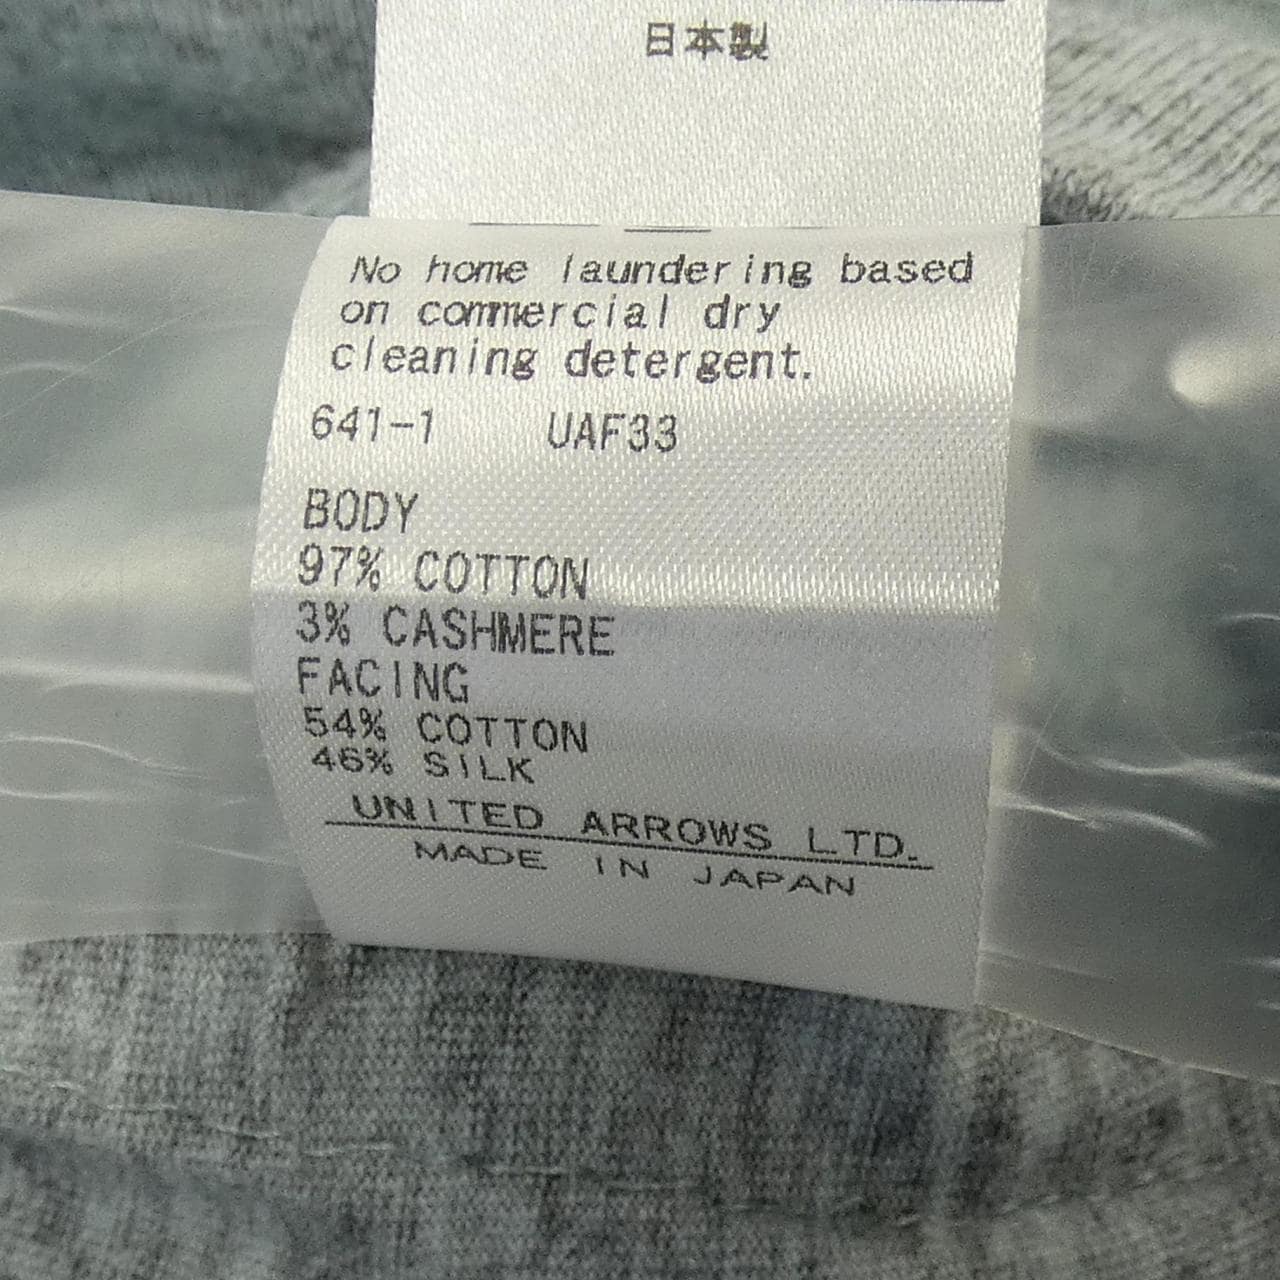 日本製
No home laundering based
on commercial dry
cleaning detergent.
641-1 UAF33
BODY
97% COTTON
3% CASHMERE
FACING
54% COTTON
46% SILK
UNITED ARROWS LTD.
MADE IN JAPAN